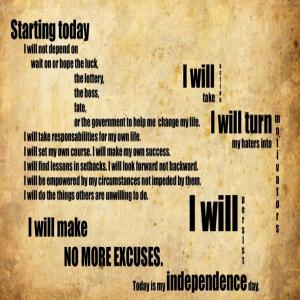 Starting today
I will not depend on
wait on or hope the luck,
the lottery,
the boss,
fate,
or the government to help me change my life.
I will take responsibilities for my own life.
I will set my own course. I will make my own success.
I will find lessons in setbacks. I will look forward not backward.
I will be empowered by my circumstances not impeded by them.
I will do the things others are unwilling to do.
I will
take
action
I will turn
my haters into
motivators
I will
persist
I will make
NO MORE EXCUSES.
Today is my independence day.